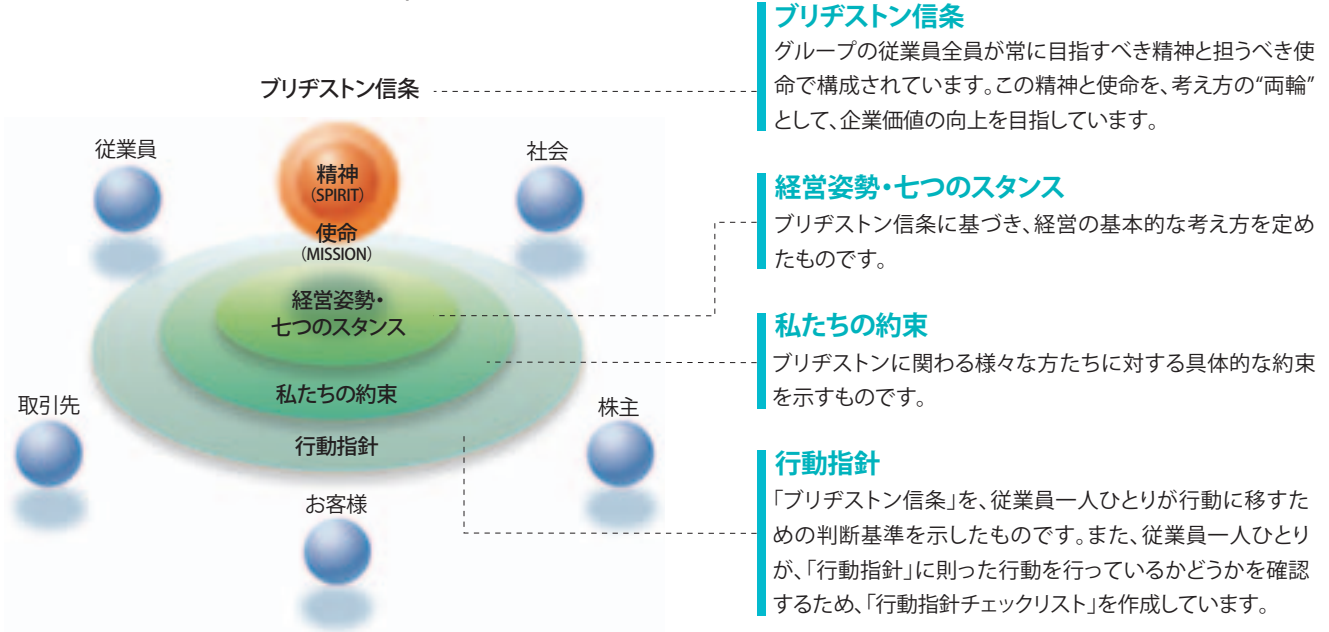 ブリヂストン信条
従業員
社会
精神
(SPIRIT)
使命
(MISSION)
経営姿勢・
七つのスタンス
私たちの約束
行動指針
取引先
株主
お客様
ブリヂストン信条
グループの従業員全員が常に目指すべき精神と担うべき使
命で構成されています。この精神と使命を、考え方の“両輪”
として、企業価値の向上を目指しています。
経営姿勢・七つのスタンス
ブリヂストン信条に基づき、経営の基本的な考え方を定め
たものです。
私たちの約束
ブリヂストンに関わる様々な方たちに対する具体的な約束
を示すものです。
行動指針
「ブリヂストン信条」を、従業員一人ひとりが行動に移すた
めの判断基準を示したものです。また、従業員一人ひとり
が、「行動指針」に則った行動を行っているかどうかを確認
するため、「行動指針チェックリスト」を作成しています。